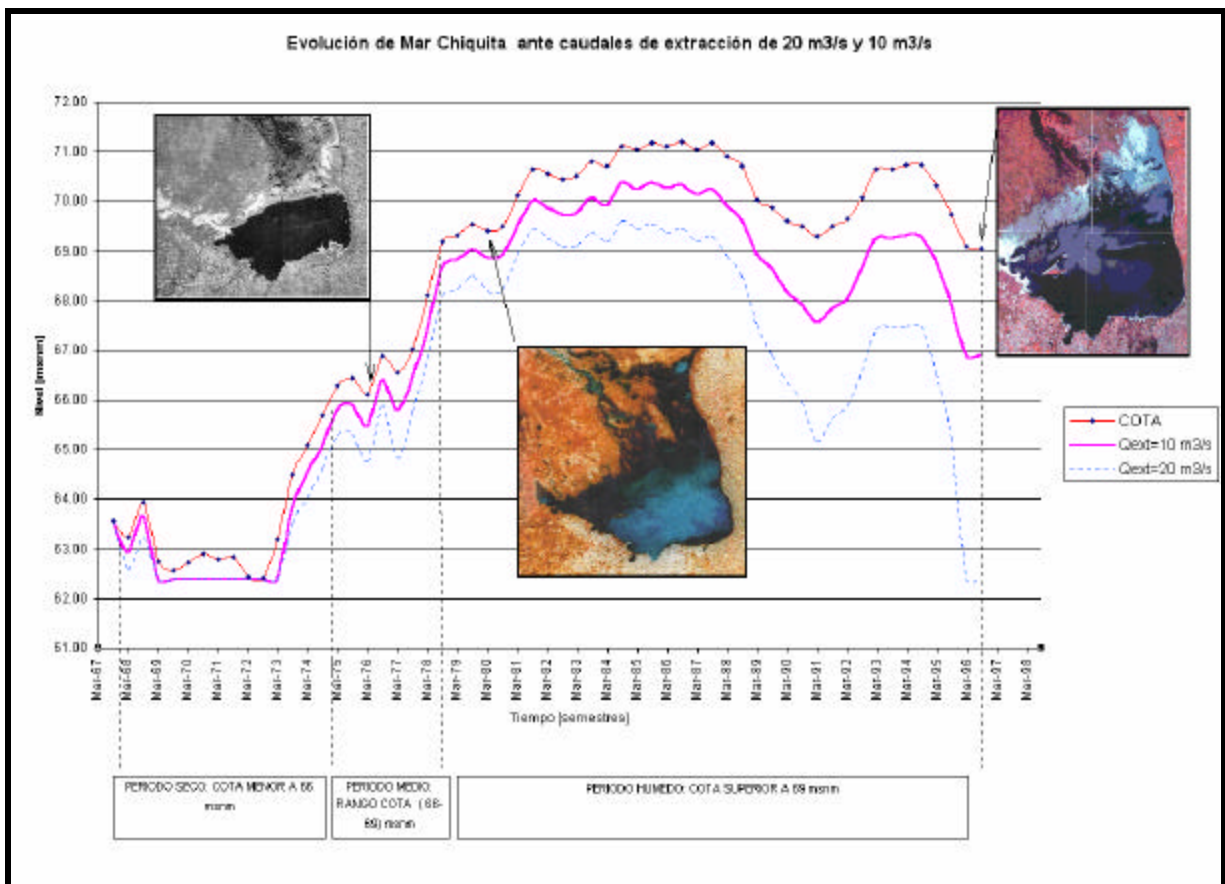 Evolución de Mar Chiquita ante caudales de extracción de 20 m3/s y 10 m3/s
72.00
71.00
70.00
69.00
68.00
67.00
66.00
65.00
64.00
63.00
62.00
61.00
Nivel [msnm]
COTA
Qext=10 m3/s
Qext=20 m3/s
Mar-67
Mar-68
Mar-69
Mar-70
Mar-71
Mar-72
Mar-73
Mar-74
Mar-75
Mar-76
Mar-77
Mar-78
Mar-79
Mar-80
Mar-81
Mar-82
Mar-83
Mar-84
Mar-85
Mar-86
Mar-87
Mar-88
Mar-89
Mar-90
Mar-91
Mar-92
Mar-93
Mar-94
Mar-95
Mar-96
Mar-97
Mar-98
Tiempo [semestres]
PERIODO SECO: COTA MENOR A 66
msnm
PERIODO MEDIO:
RANGO COTA ( 66-
69) msnm
PERIODO HUMEDO: COTA SUPERIOR A 69 msnm